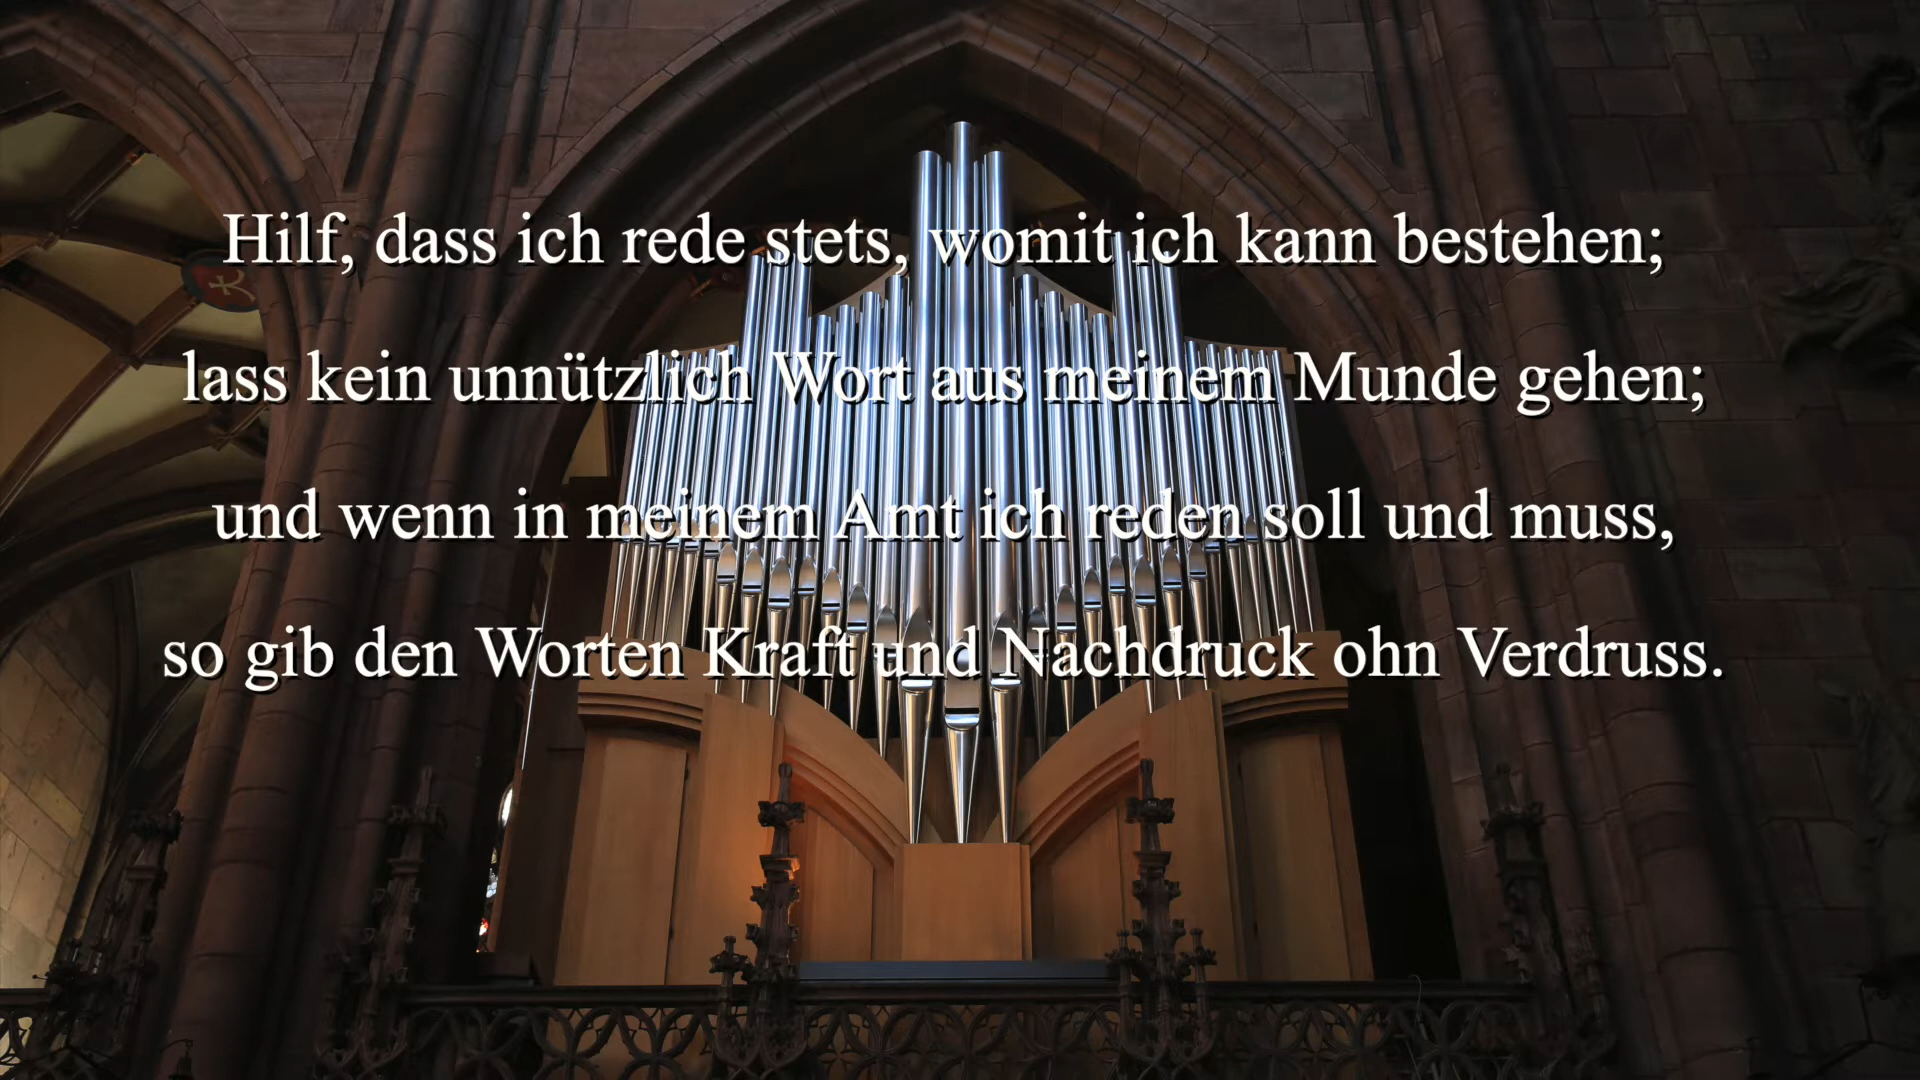 Hilf, dass ich rede stets, womit ich kann bestehen;
lass kein unnützlich Wort aus meinem Munde gehen;
und wenn in meinem Amt ich reden soll und muss,
so gib den Worten Kraft und Nachdruck ohn Verdruss.